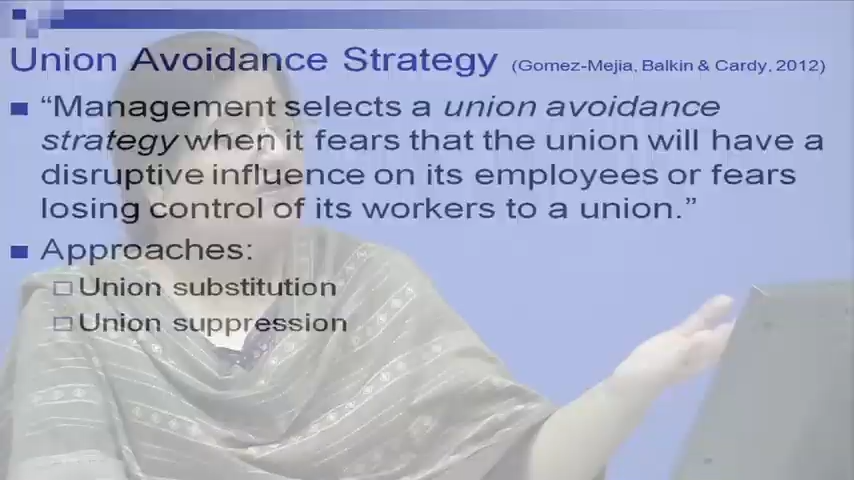 Union Avoidance Strategy (Gomez-Mejia, Balkin & Cardy, 2012)
“Management selects a union avoidance
strategy when it fears that the union will have a
disruptive influence on its employees or fears
losing control of its workers to a union.”
Approaches:
Union substitution
Union suppression